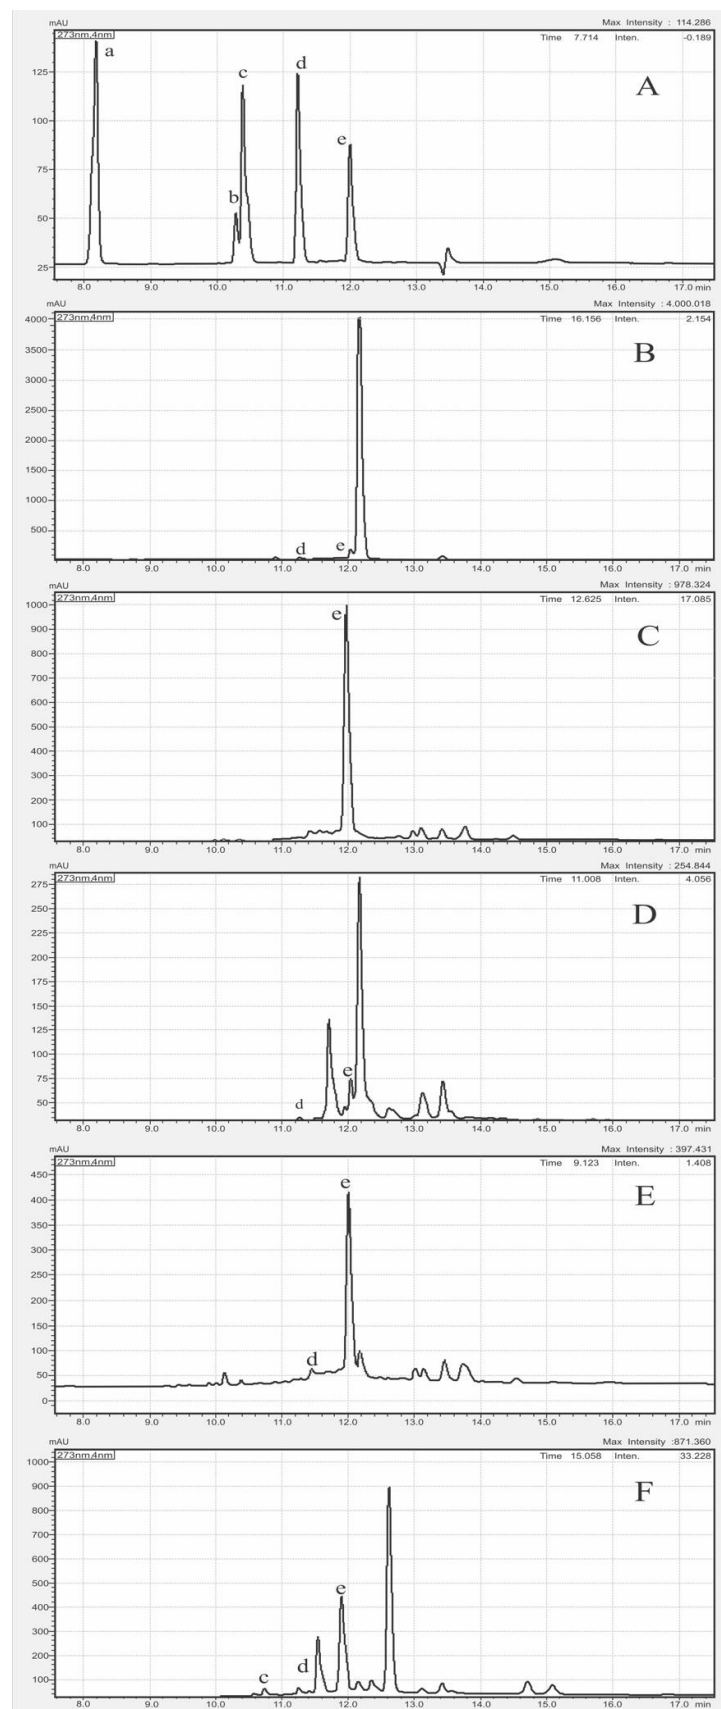 mAU Max Intensity : 114.286
273nm,4nm Time 7.714 Inten. -0.189
a
c
d
A
125
100
e
75
b
50
25
8.0 9.0 10.0 11.0 12.0 13.0 14.0 15.0 16.0 17.0 min
mAU Max Intensity : 4.000.018
273nm,4nm Time 16.156 Inten. 2.154
4000
B
3500
3000
2500
2000
1500
1000
500
d e
8.0 9.0 10.0 11.0 12.0 13.0 14.0 15.0 16.0 17.0 min
mAU Max Intensity : 978.324
273nm,4nm Time 12.625 Inten. 17.085
1000
e
C
900
800
700
600
500
400
300
200
100
8.0 9.0 10.0 11.0 12.0 13.0 14.0 15.0 16.0 17.0 min
mAU Max Intensity : 254.844
273nm,4nm Time 11.008 Inten. 4.056
275
D
250
225
200
175
150
125
100
e
75
d
50
8.0 9.0 10.0 11.0 12.0 13.0 14.0 15.0 16.0 17.0 min
mAU Max Intensity : 397.431
273nm,4nm Time 9.123 Inten. 1.408
450
e
E
400
350
300
250
200
150
100
d
50
0
8.0 9.0 10.0 11.0 12.0 13.0 14.0 15.0 16.0 17.0 min
mAU Max Intensity :871.360
273nm,4nm Time 15.058 Inten. 33.228
1000
F
900
800
700
600
500
e
400
300
d
200
c
100
8.0 9.0 10.0 11.0 12.0 13.0 14.0 15.0 16.0 17.0 min